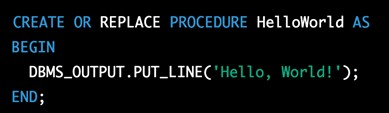 CREATE OR REPLACE PROCEDURE HelloWorld AS
BEGIN
  DBMS_OUTPUT.PUT_LINE('Hello, World!');
END;